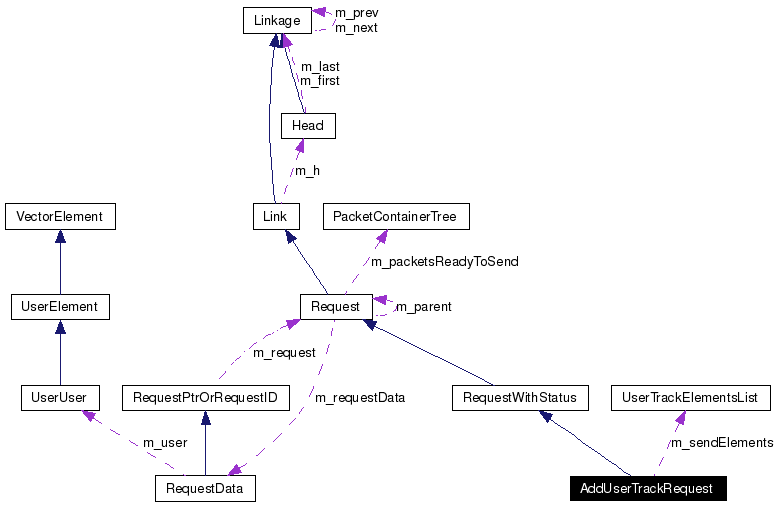 Linkage
m_prev
m_next
m_last
m_first
Head
m_h
VectorElement
Link
PacketContainerTree
m_packetsReadyToSend
UserElement
Request
m_parent
m_request
UserUser
RequestPtrOrRequestID
m_requestData
RequestWithStatus
UserTrackElementsList
m_user
m_sendElements
RequestData
AddUserTrackRequest